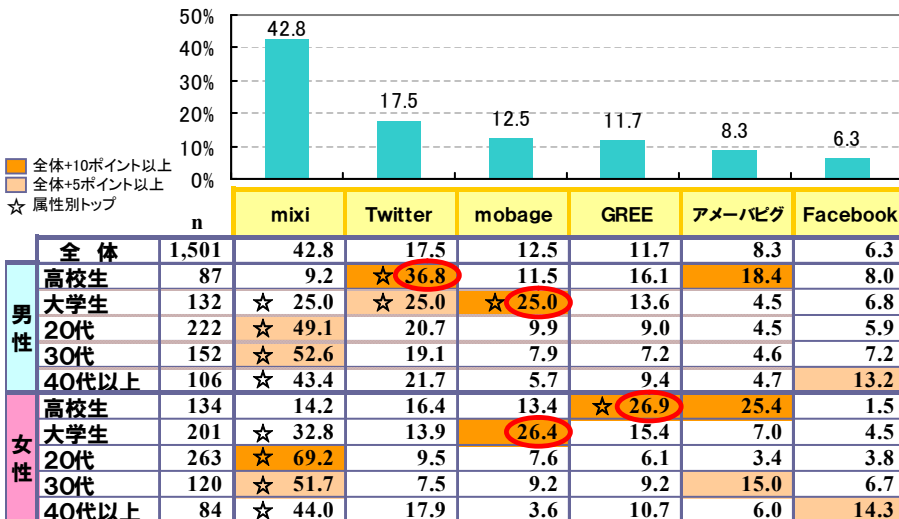 50%
40%
30%
20%
10%
0%
42.8
17.5
12.5
11.7
8.3
6.3
全体+10ポイント以上
全体+5ポイント以上
☆ 属性別トップ
n mixi Twitter mobage GREE アメーバピグ Facebook
全 体 1,501 42.8 17.5 12.5 11.7 8.3 6.3
男性
高校生 87 9.2 ☆ 36.8 11.5 16.1 18.4 8.0
大学生 132 ☆ 25.0 ☆ 25.0 ☆ 25.0 13.6 4.5 6.8
20代 222 ☆ 49.1 20.7 9.9 9.0 4.5 5.9
30代 152 ☆ 52.6 19.1 7.9 7.2 4.6 7.2
40代以上 106 ☆ 43.4 21.7 5.7 9.4 4.7 13.2
女性
高校生 134 14.2 16.4 13.4 ☆ 26.9 25.4 1.5
大学生 201 ☆ 32.8 13.9 26.4 15.4 7.0 4.5
20代 263 ☆ 69.2 9.5 7.6 6.1 3.4 3.8
30代 120 ☆ 51.7 7.5 9.2 9.2 15.0 6.7
40代以上 84 ☆ 44.0 17.9 3.6 10.7 6.0 14.3